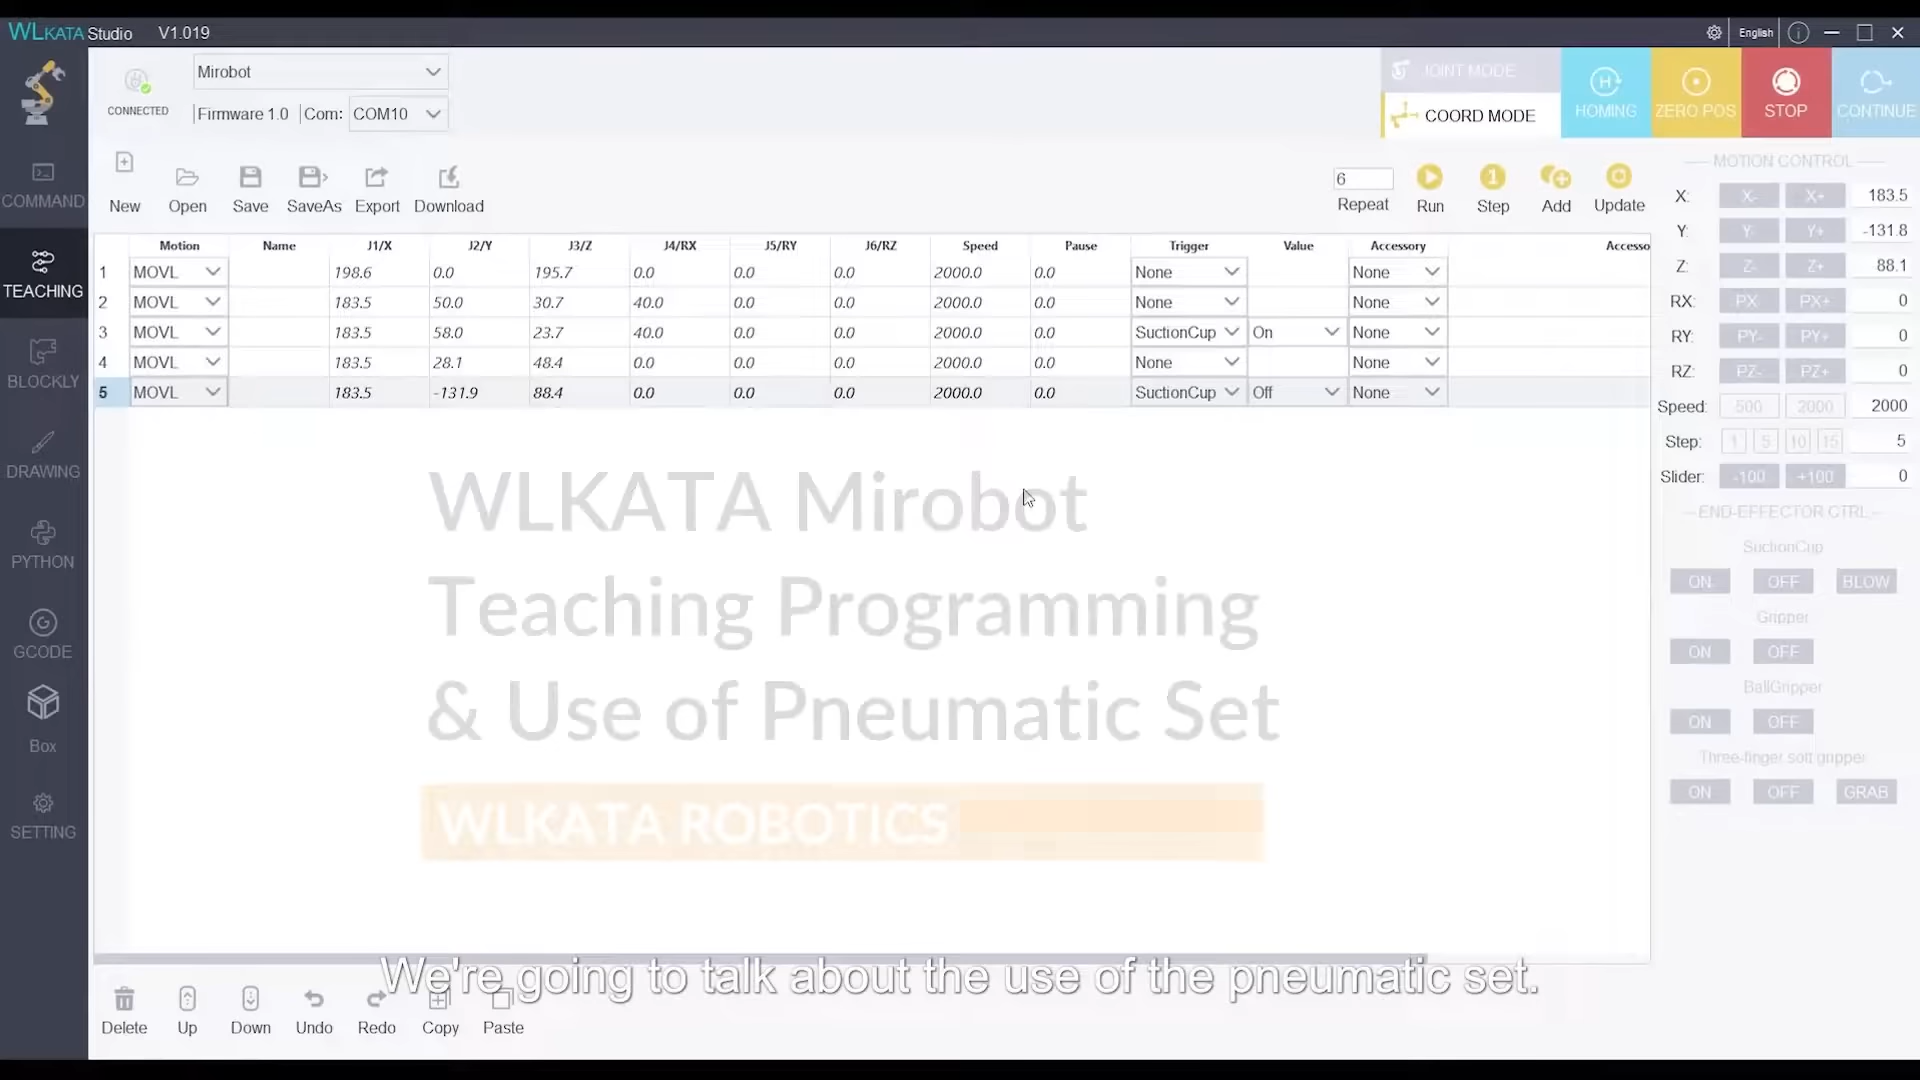 WLKATA Studio V1.019 English
CONNECTED
Mirobot
Firmware 1.0 Com: COM10
JOINT MODE
COORD MODE
HOMING
ZERO POS
STOP
CONTINUE
COMMAND
TEACHING
BLOCKLY
DRAWING
PYTHON
GCODE
Box
SETTING
New Open Save SaveAs Export Download
6
Repeat Run Step Add Update
Motion Name J1/X J2/Y J3/Z J4/RX J5/RY J6/RZ Speed Pause Trigger Value Accessory Accesso
1 MOVL 198.6 0.0 195.7 0.0 0.0 0.0 2000.0 0.0 None None
2 MOVL 183.5 50.0 30.7 40.0 0.0 0.0 2000.0 0.0 None None
3 MOVL 183.5 58.0 23.7 40.0 0.0 0.0 2000.0 0.0 SuctionCup On None
4 MOVL 183.5 28.1 48.4 0.0 0.0 0.0 2000.0 0.0 None None
5 MOVL 183.5 -131.9 88.4 0.0 0.0 0.0 2000.0 0.0 SuctionCup Off None
MOTION CONTROL
X: X- X+ 183.5
Y: Y- Y+ -131.8
Z: Z- Z+ 88.1
RX: PX- PX+ 0
RY: PY- PY+ 0
RZ: PZ- PZ+ 0
Speed: 500 2000 2000
Step: 1 5 10 15 5
Slider: -100 +100 0
END-EFFECTOR CTRL
SuctionCup
ON OFF BLOW
Gripper
ON OFF
BallGripper
ON OFF
Three-finger soft gripper
ON OFF GRAB
WLKATA Mirobot
Teaching Programming
& Use of Pneumatic Set
WLKATA ROBOTICS
We're going to talk about the use of the pneumatic set.
Delete Up Down Undo Redo Copy Paste